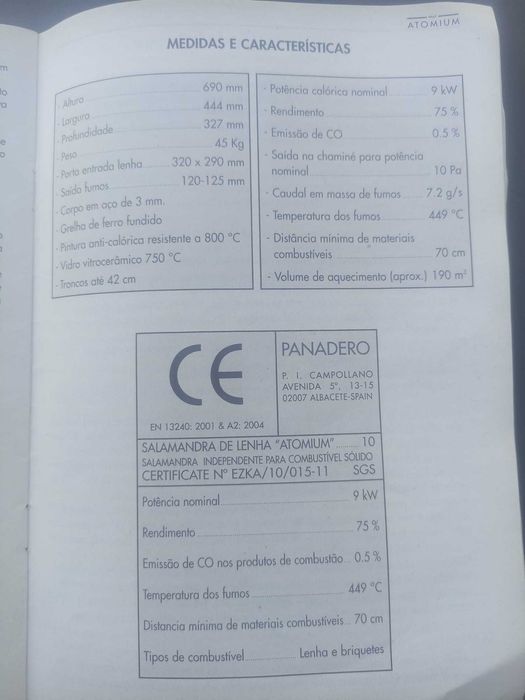 ATOMIUM
MEDIDAS E CARACTERÍSTICAS
- Altura 690 mm
- Largura 444 mm
- Profundidade 327 mm
- Peso 45 Kg
- Porta entrada lenha 320 x 290 mm
- Saída fumos 120-125 mm
- Corpo em aço de 3 mm.
- Grelha de ferro fundido
- Pintura anti-calórica resistente a 800 °C
- Vidro vitrocerâmico 750 °C
- Troncos até 42 cm
- Potência calórica nominal 9 kW
- Rendimento 75 %
- Emissão de CO 0.5 %
- Saída na chaminé para potência
nominal 10 Pa
- Caudal em massa de fumos 7.2 g/s
- Temperatura dos fumos 449 °C
- Distância mínima de materiais
combustíveis 70 cm
- Volume de aquecimento (aprox.) 190 m²
CE
EN 13240: 2001 & A2: 2004
PANADERO
P. I. CAMPOLLANO
AVENIDA 5ª, 13-15
02007 ALBACETE-SPAIN
SALAMANDRA DE LENHA "ATOMIUM" 10
SALAMANDRA INDEPENDENTE PARA COMBUSTÍVEL SÓLIDO
CERTIFICATE Nº EZKA/10/015-11 SGS
Potência nominal 9 kW
Rendimento 75 %
Emissão de CO nos produtos de combustão 0.5 %
Temperatura dos fumos 449 °C
Distancia mínima de materiais combustíveis 70 cm
Tipos de combustível Lenha e briquetes